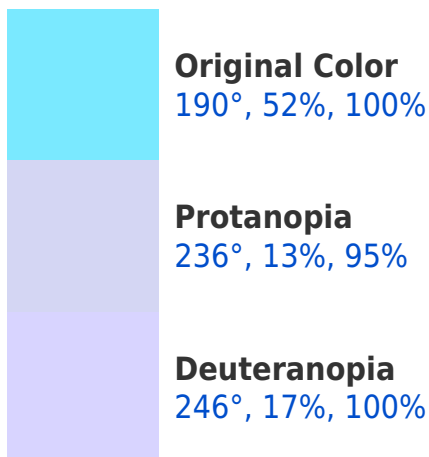 Original Color
190°, 52%, 100%
Protanopia
236°, 13%, 95%
Deuteranopia
246°, 17%, 100%